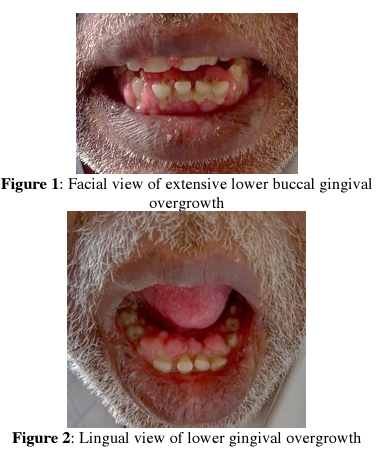 Figure 1: Facial view of extensive lower buccal gingival
overgrowth
Figure 2: Lingual view of lower gingival overgrowth